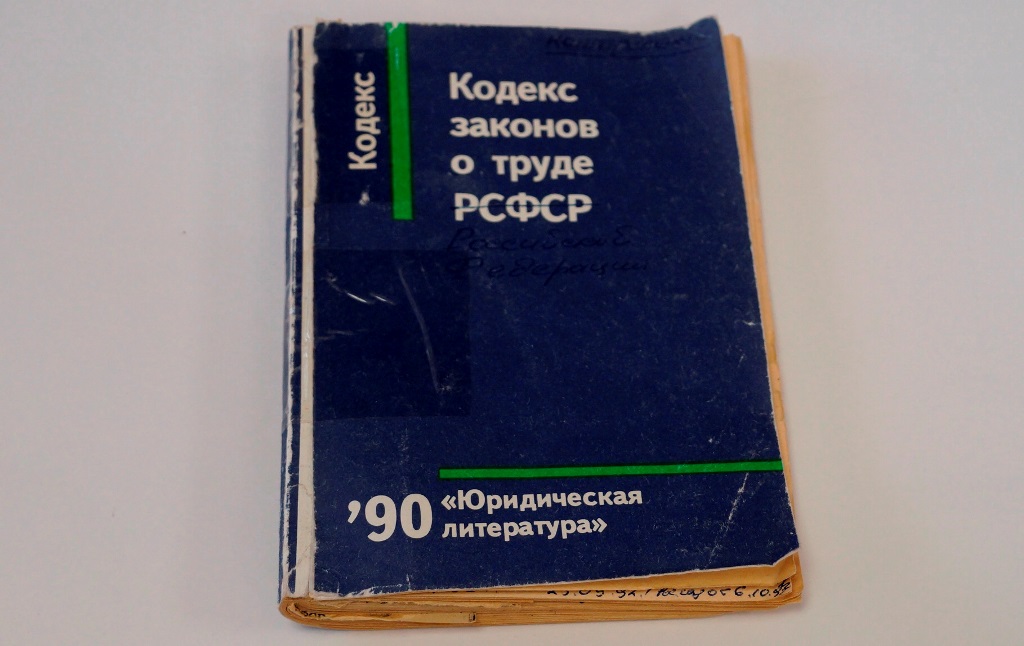 Кодекс
Кодекс
законов
о труде
РСФСР
Российской
Федерации
'90 «Юридическая
литература»